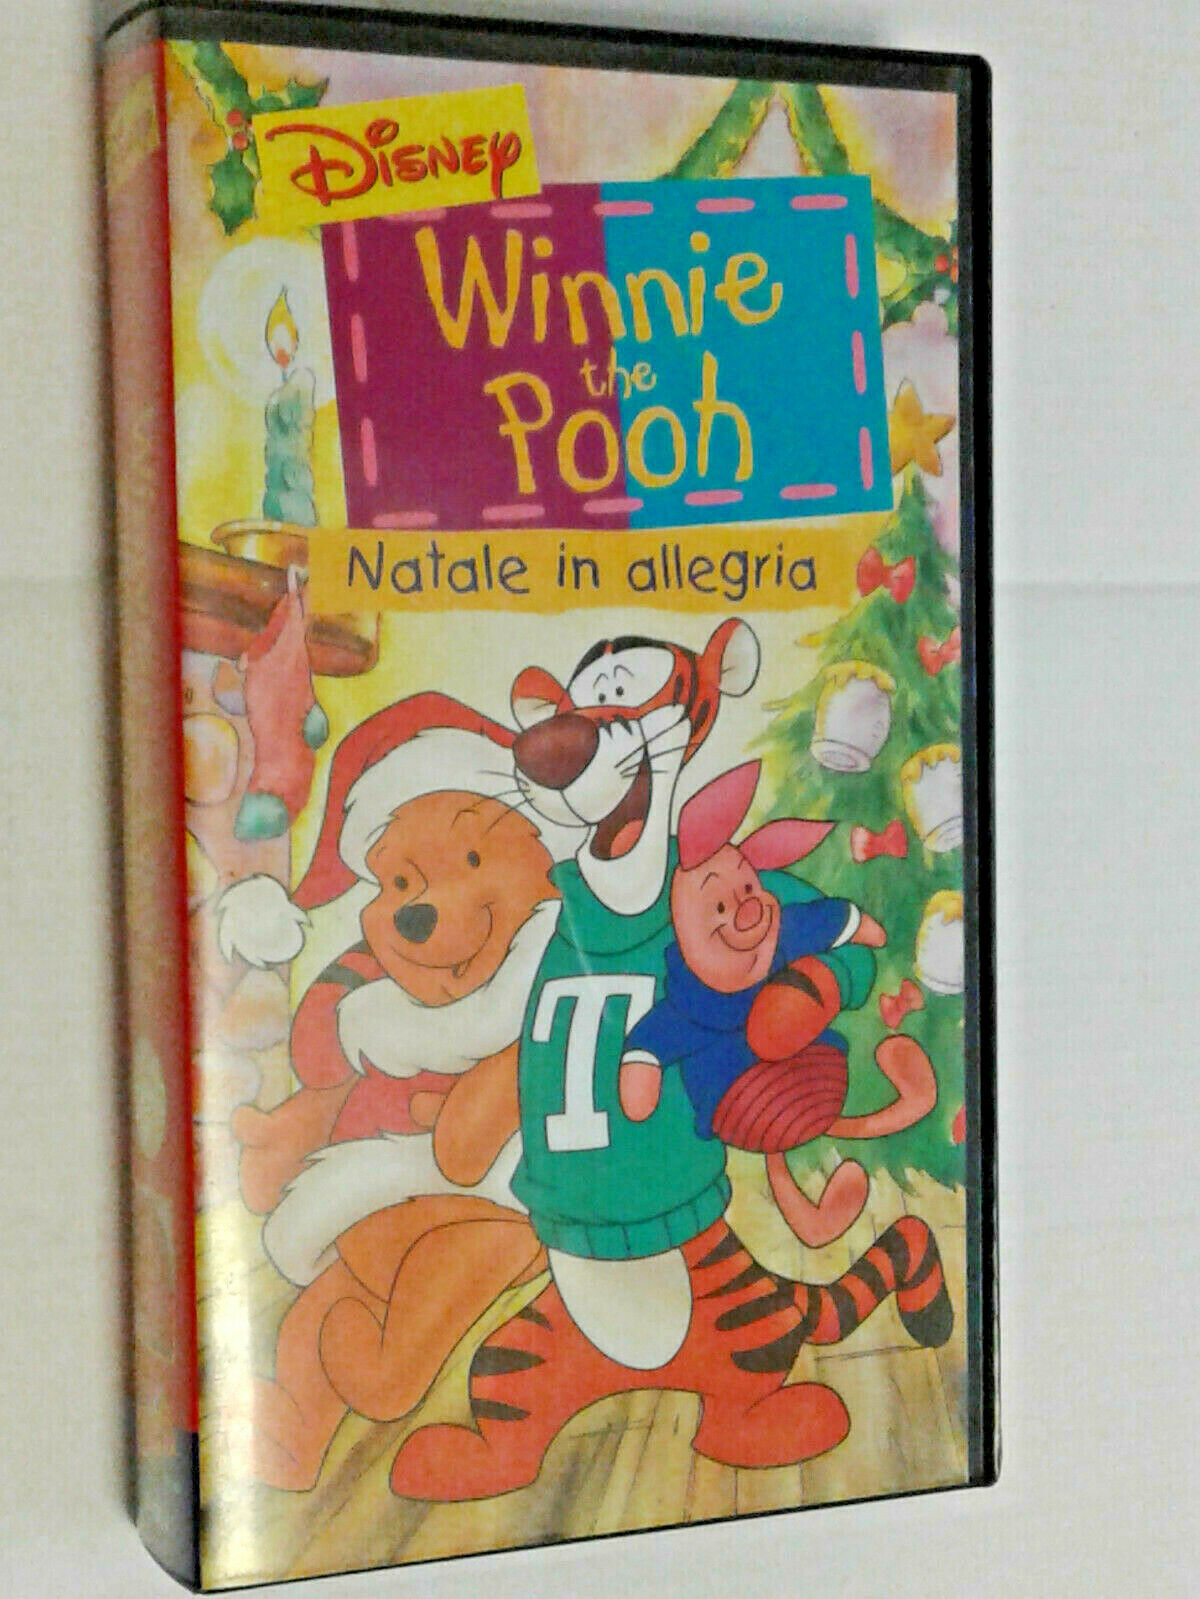 Disney
Winnie
the
Pooh
Natale in allegria
T